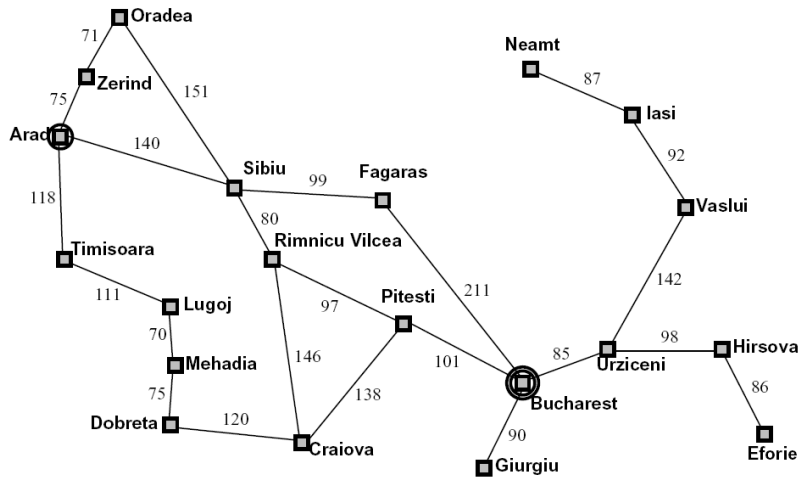 Oradea
71
Neamt
Zerind
87
151
75
Iasi
Arad
140
92
Sibiu
Fagaras
99
118
Vaslui
80
Timisoara
Rimnicu Vilcea
111
142
97
211
Pitesti
Lugoj
70
98
Hirsova
146
101
85
Urziceni
Mehadia
86
75
138
Bucharest
Dobreta
120
90
Craiova
Eforie
Giurgiu